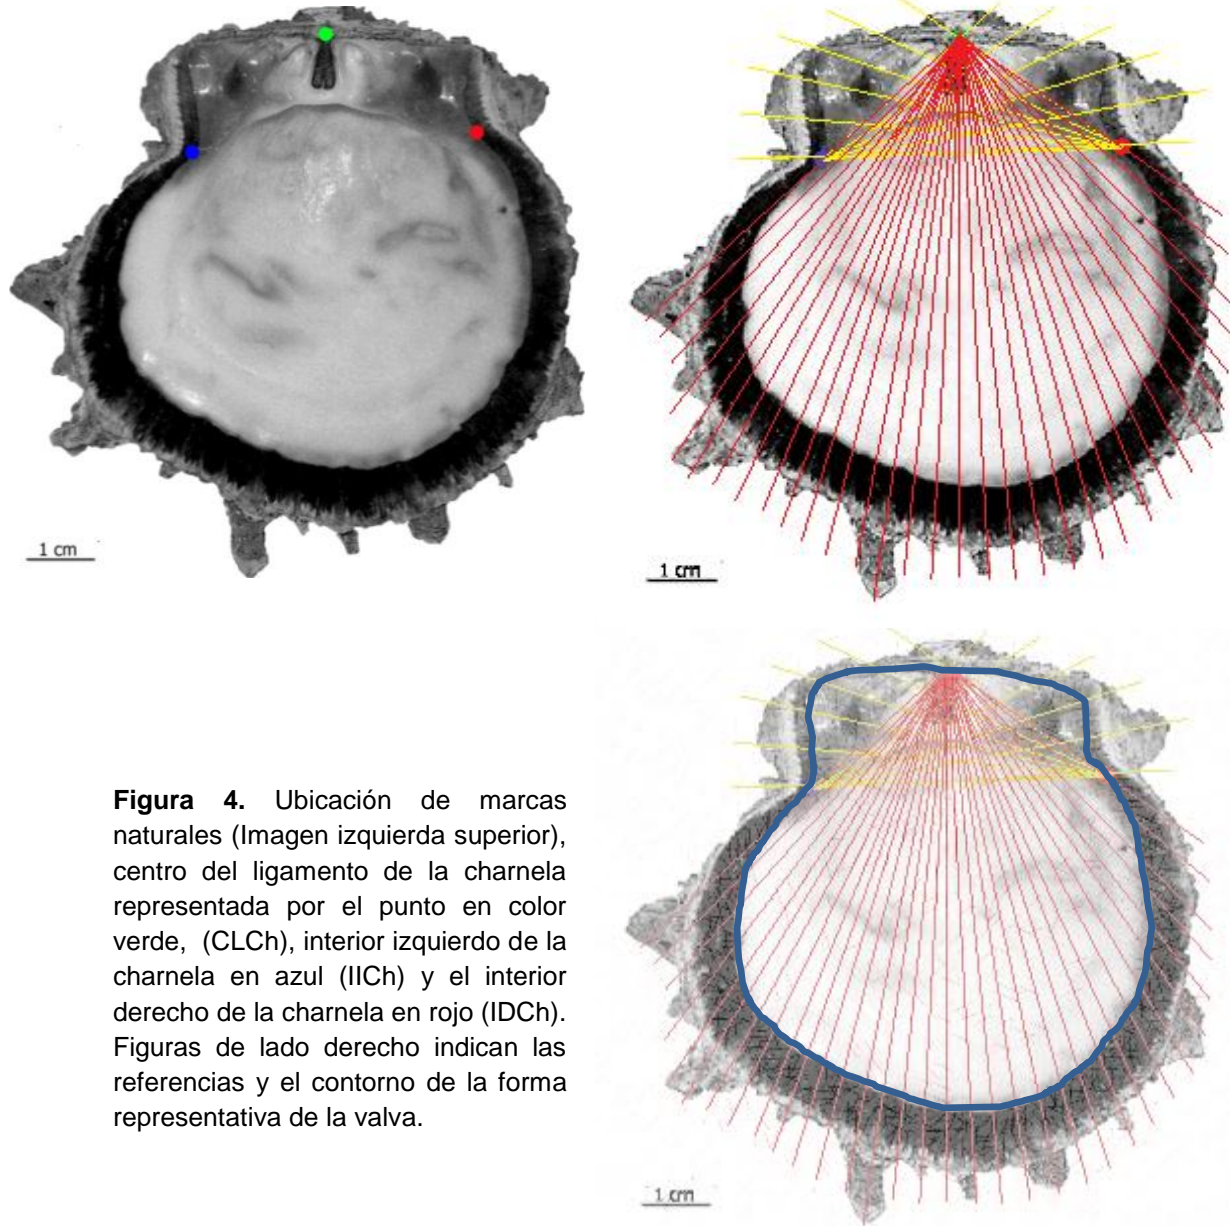 1 cm
1 cm
Figura 4. Ubicación de marcas
naturales (Imagen izquierda superior),
centro del ligamento de la charnela
representada por el punto en color
verde, (CLCh), interior izquierdo de la
charnela en azul (IICh) y el interior
derecho de la charnela en rojo (IDCh).
Figuras de lado derecho indican las
referencias y el contorno de la forma
representativa de la valva.
1 cm